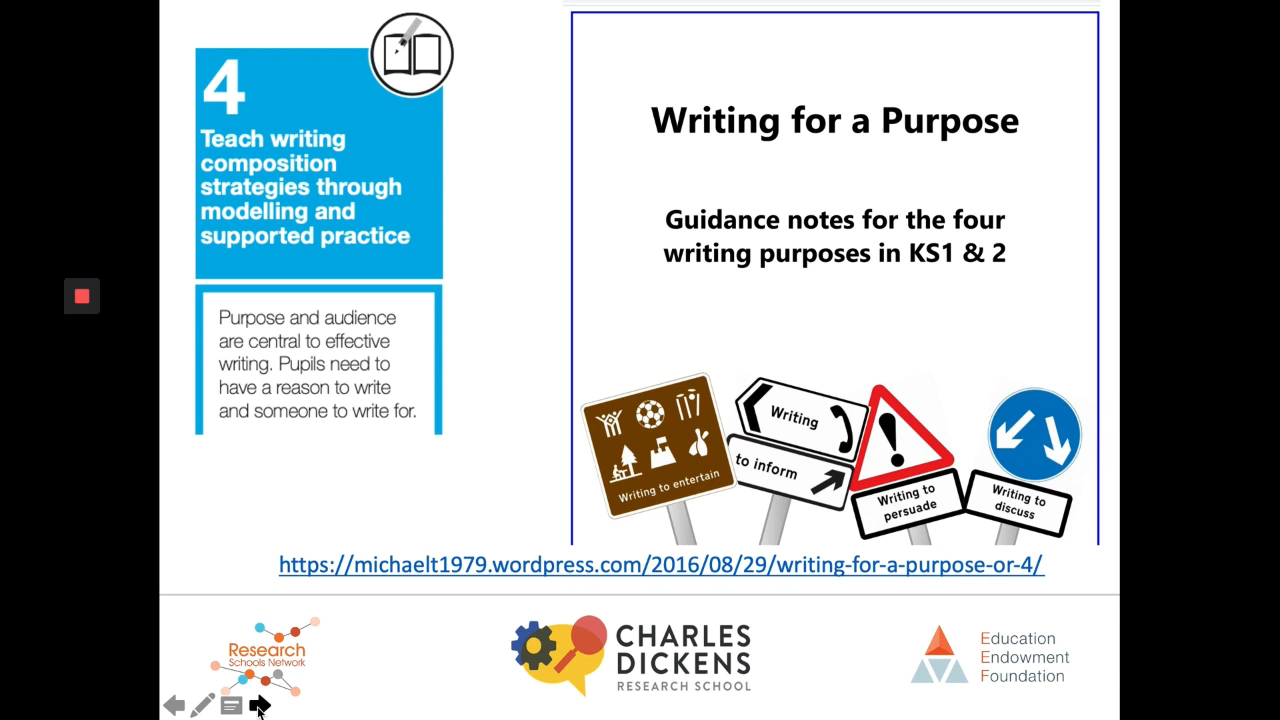 4
Teach writing
composition
strategies through
modelling and
supported practice
Purpose and audience
are central to effective
writing. Pupils need to
have a reason to write
and someone to write for.
Writing for a Purpose
Guidance notes for the four
writing purposes in KS1 & 2
Writing to entertain
Writing
to inform
Writing to
persuade
Writing to
discuss
https://michaelt1979.wordpress.com/2016/08/29/writing-for-a-purpose-or-4/
Research
Schools Network
CHARLES
DICKENS
RESEARCH SCHOOL
Education
Endowment
Foundation